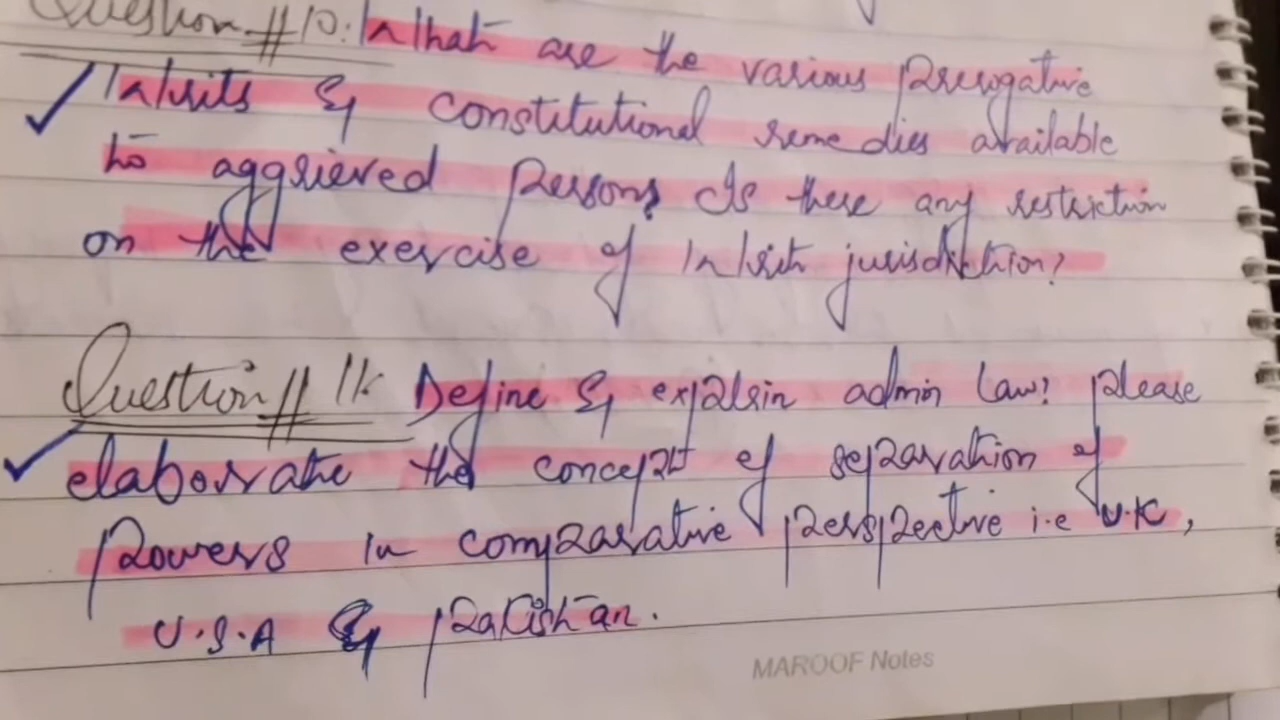 Question # 10: What are the various prerogative
Writs & constitutional remedies available
to aggrieved persons? Is there any restriction
on the exercise of Writ jurisdiction?
Question # 11: Define & explain admin law? please
elaborate the concept of separation of
powers in comparative perspective i.e U.K,
U.S.A & pakistan.
MAROOF Notes